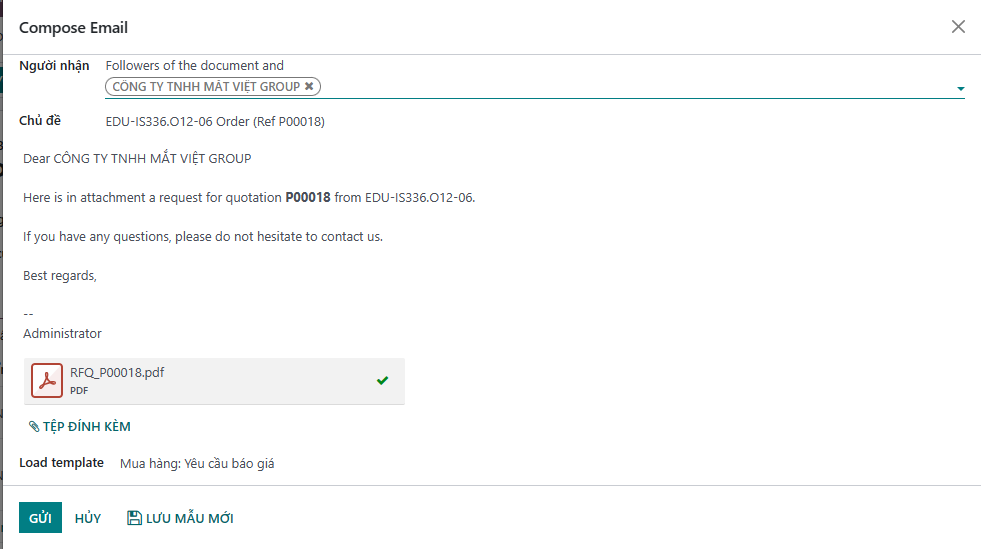 Compose Email
Người nhận
Followers of the document and
CÔNG TY TNHH MẮT VIỆT GROUP ✖
Chủ đề
EDU-IS336.O12-06 Order (Ref P00018)
Dear CÔNG TY TNHH MẮT VIỆT GROUP
Here is in attachment a request for quotation P00018 from EDU-IS336.O12-06.
If you have any questions, please do not hesitate to contact us.
Best regards,
--
Administrator
RFQ_P00018.pdf
PDF
TỆP ĐÍNH KÈM
Load template
Mua hàng: Yêu cầu báo giá
GỬI
HỦY
LƯU MẪU MỚI